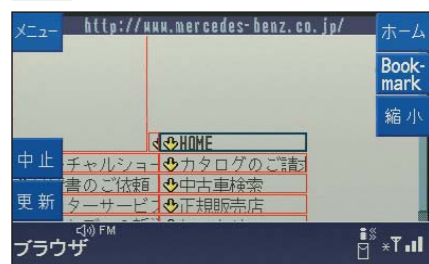 メニュー
http://www.mercedes-benz.co.jp/
ホーム
Book-
mark
縮小
HOME
中止
チャルショー
カタログのご請求
書のご依頼
中古車検索
更新
ターサービス
正規販売店
FM
ブラウザ